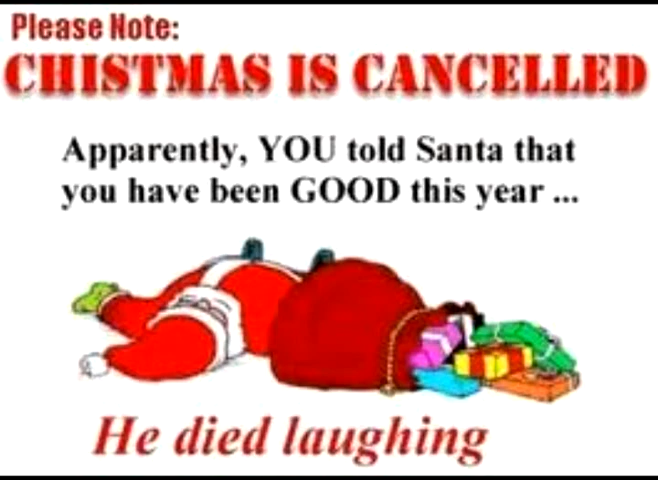 Please Note:
CHISTMAS IS CANCELLED
Apparently, YOU told Santa that
you have been GOOD this year ...
He died laughing